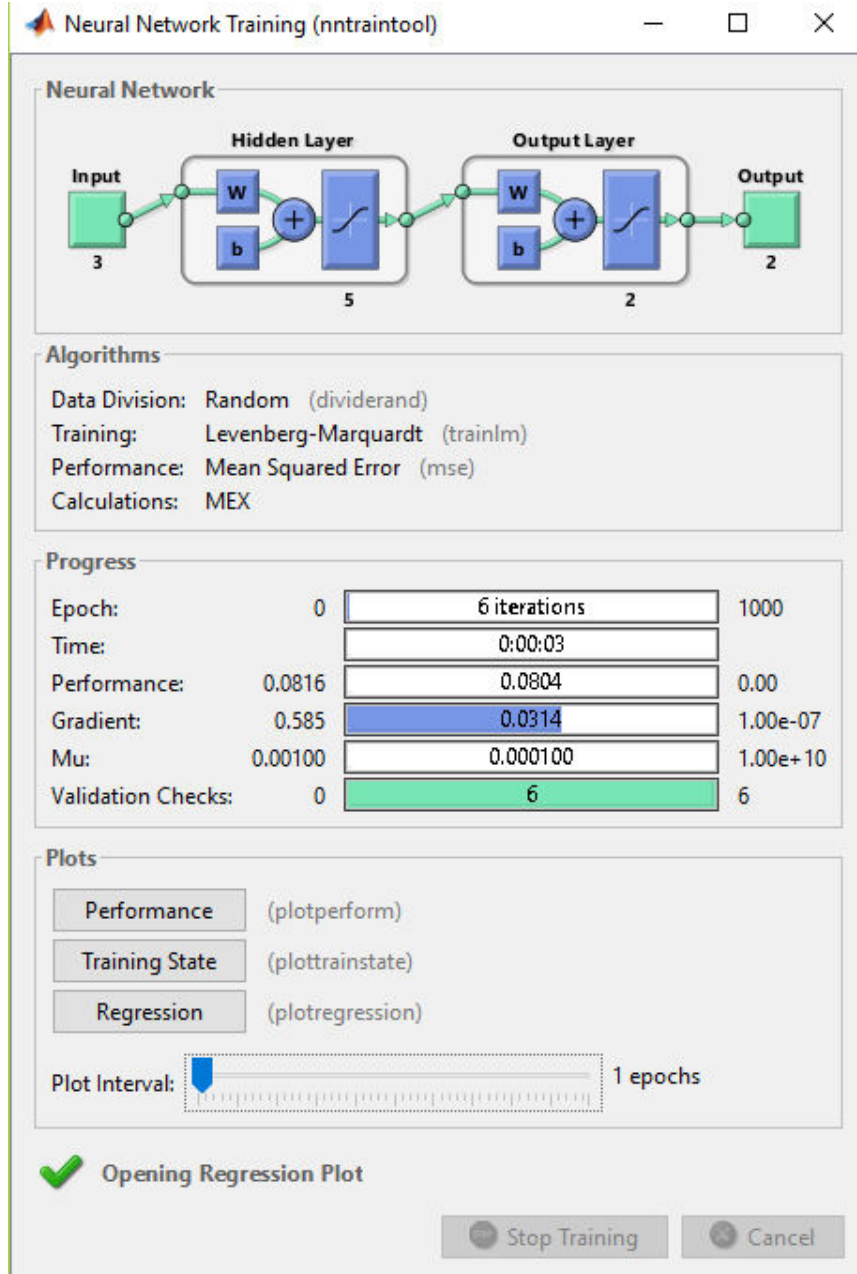 Neural Network Training (nntraintool)
Neural Network
Hidden Layer
Output Layer
Input
Output
W
b
W
b
3
5
2
2
Algorithms
Data Division: Random (dividerand)
Training: Levenberg-Marquardt (trainlm)
Performance: Mean Squared Error (mse)
Calculations: MEX
Progress
Epoch: 0 6 iterations 1000
Time: 0:00:03
Performance: 0.0816 0.0804 0.00
Gradient: 0.585 0.0314 1.00e-07
Mu: 0.00100 0.000100 1.00e+10
Validation Checks: 0 6 6
Plots
Performance (plotperform)
Training State (plottrainstate)
Regression (plotregression)
Plot Interval: 1 epochs
Opening Regression Plot
Stop Training Cancel